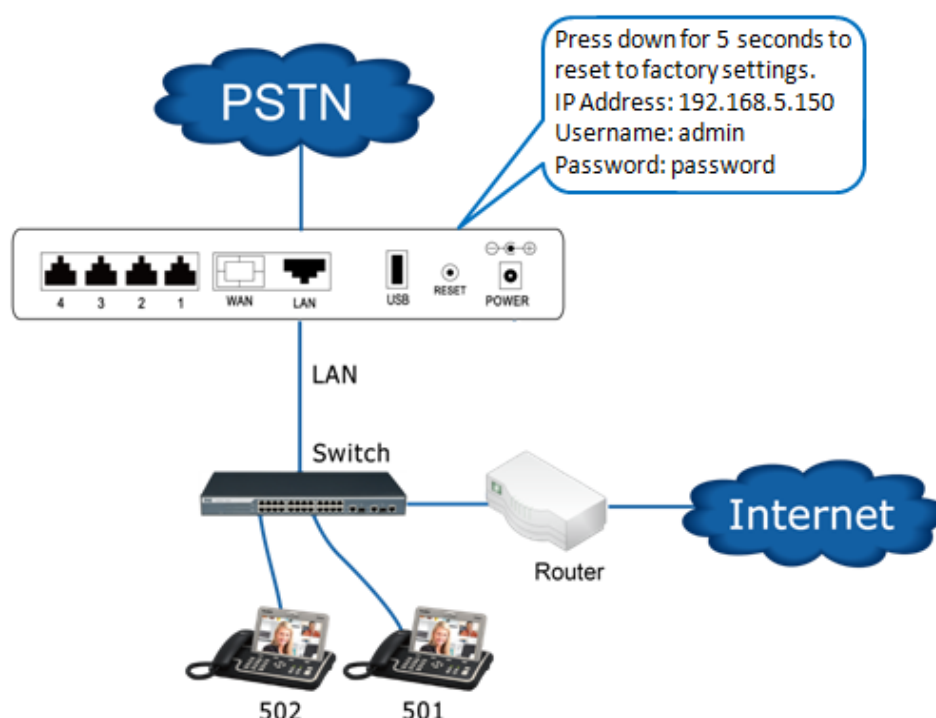 Press down for 5 seconds to
reset to factory settings.
IP Address: 192.168.5.150
Username: admin
Password: password
PSTN
4 3 2 1 WAN LAN USB RESET POWER
LAN
Switch
Internet
Router
502 501